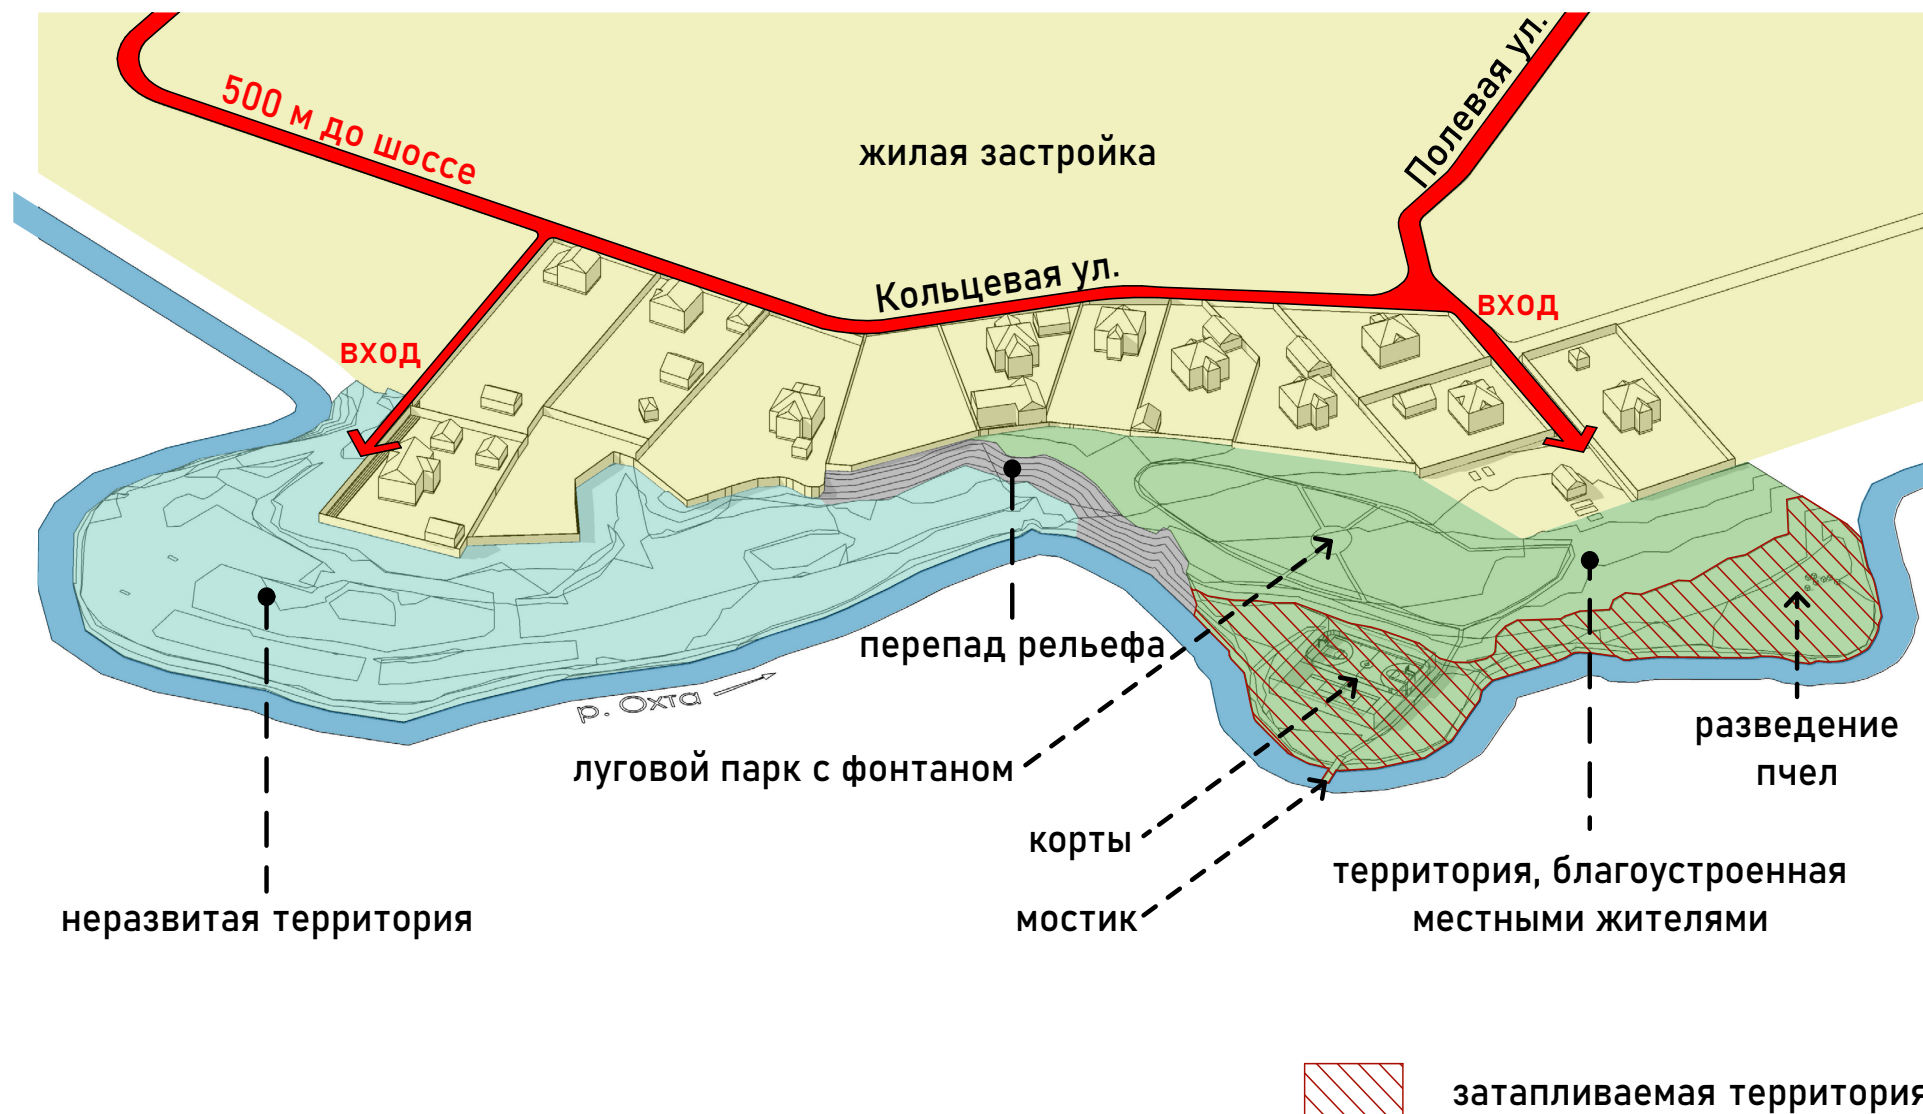 Полевая ул.
500 м до шоссе
жилая застройка
Кольцевая ул.
вход
вход
перепад рельефа
р. Охта
луговой парк с фонтаном
разведение
пчел
корты
территория, благоустроенная
местными жителями
мостик
неразвитая территория
затапливаемая территория